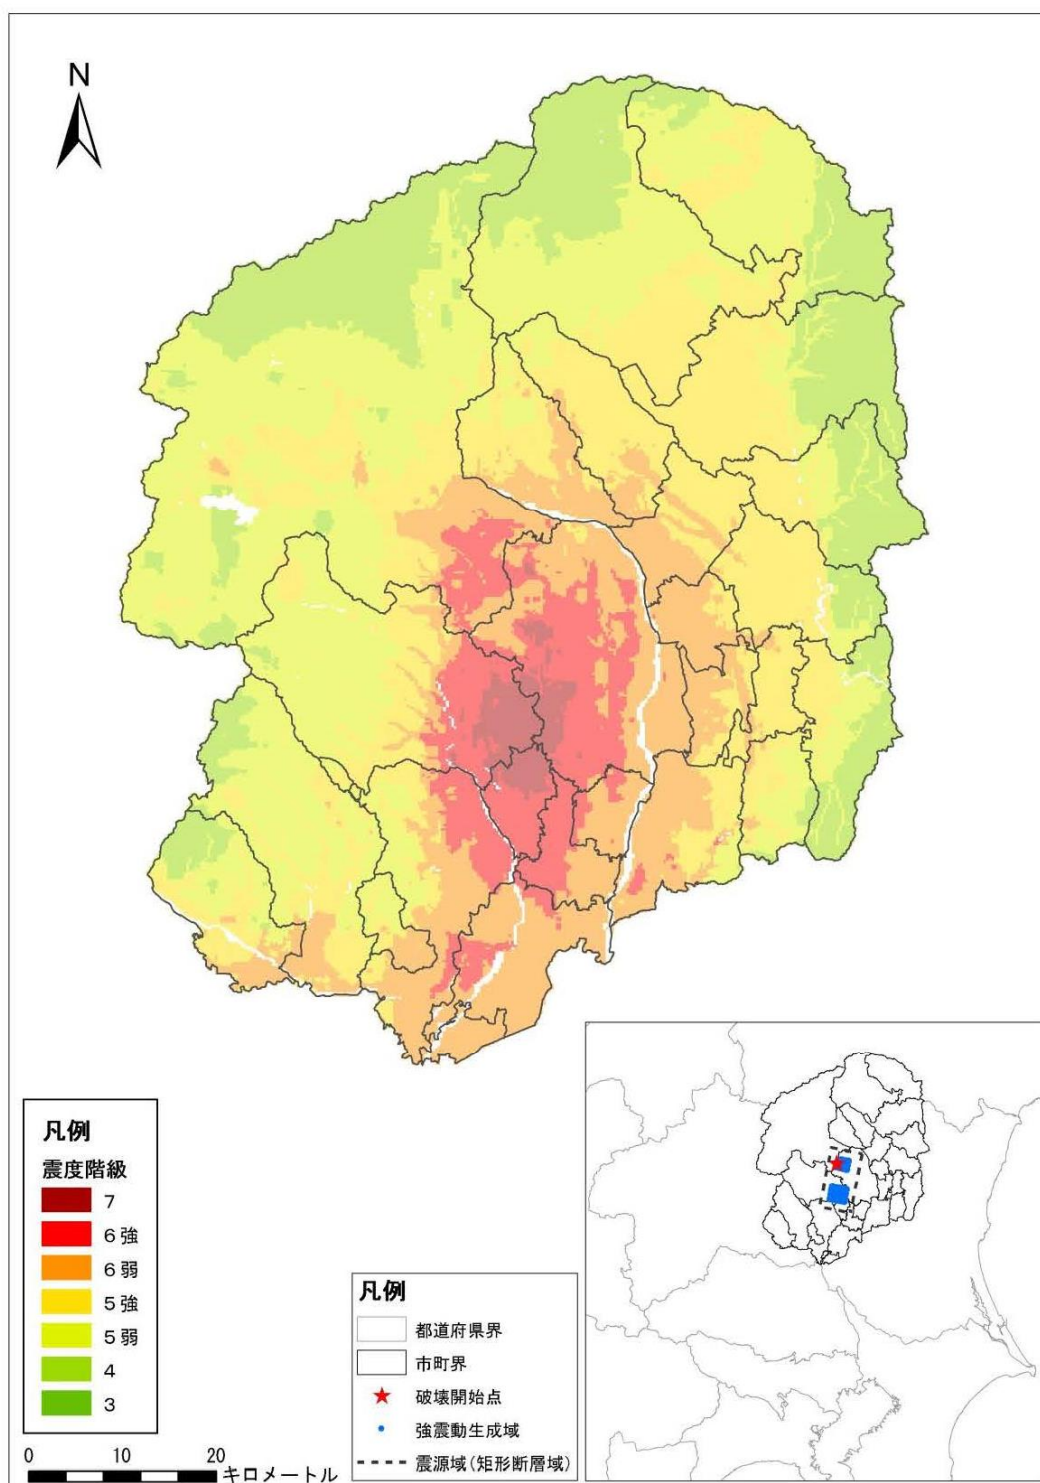 N
凡例
震度階級
7
6強
6弱
5強
5弱
4
3
0 10 20
キロメートル
凡例
都道府県界
市町界
破壊開始点
強震動生成域
震源域(矩形断層域)